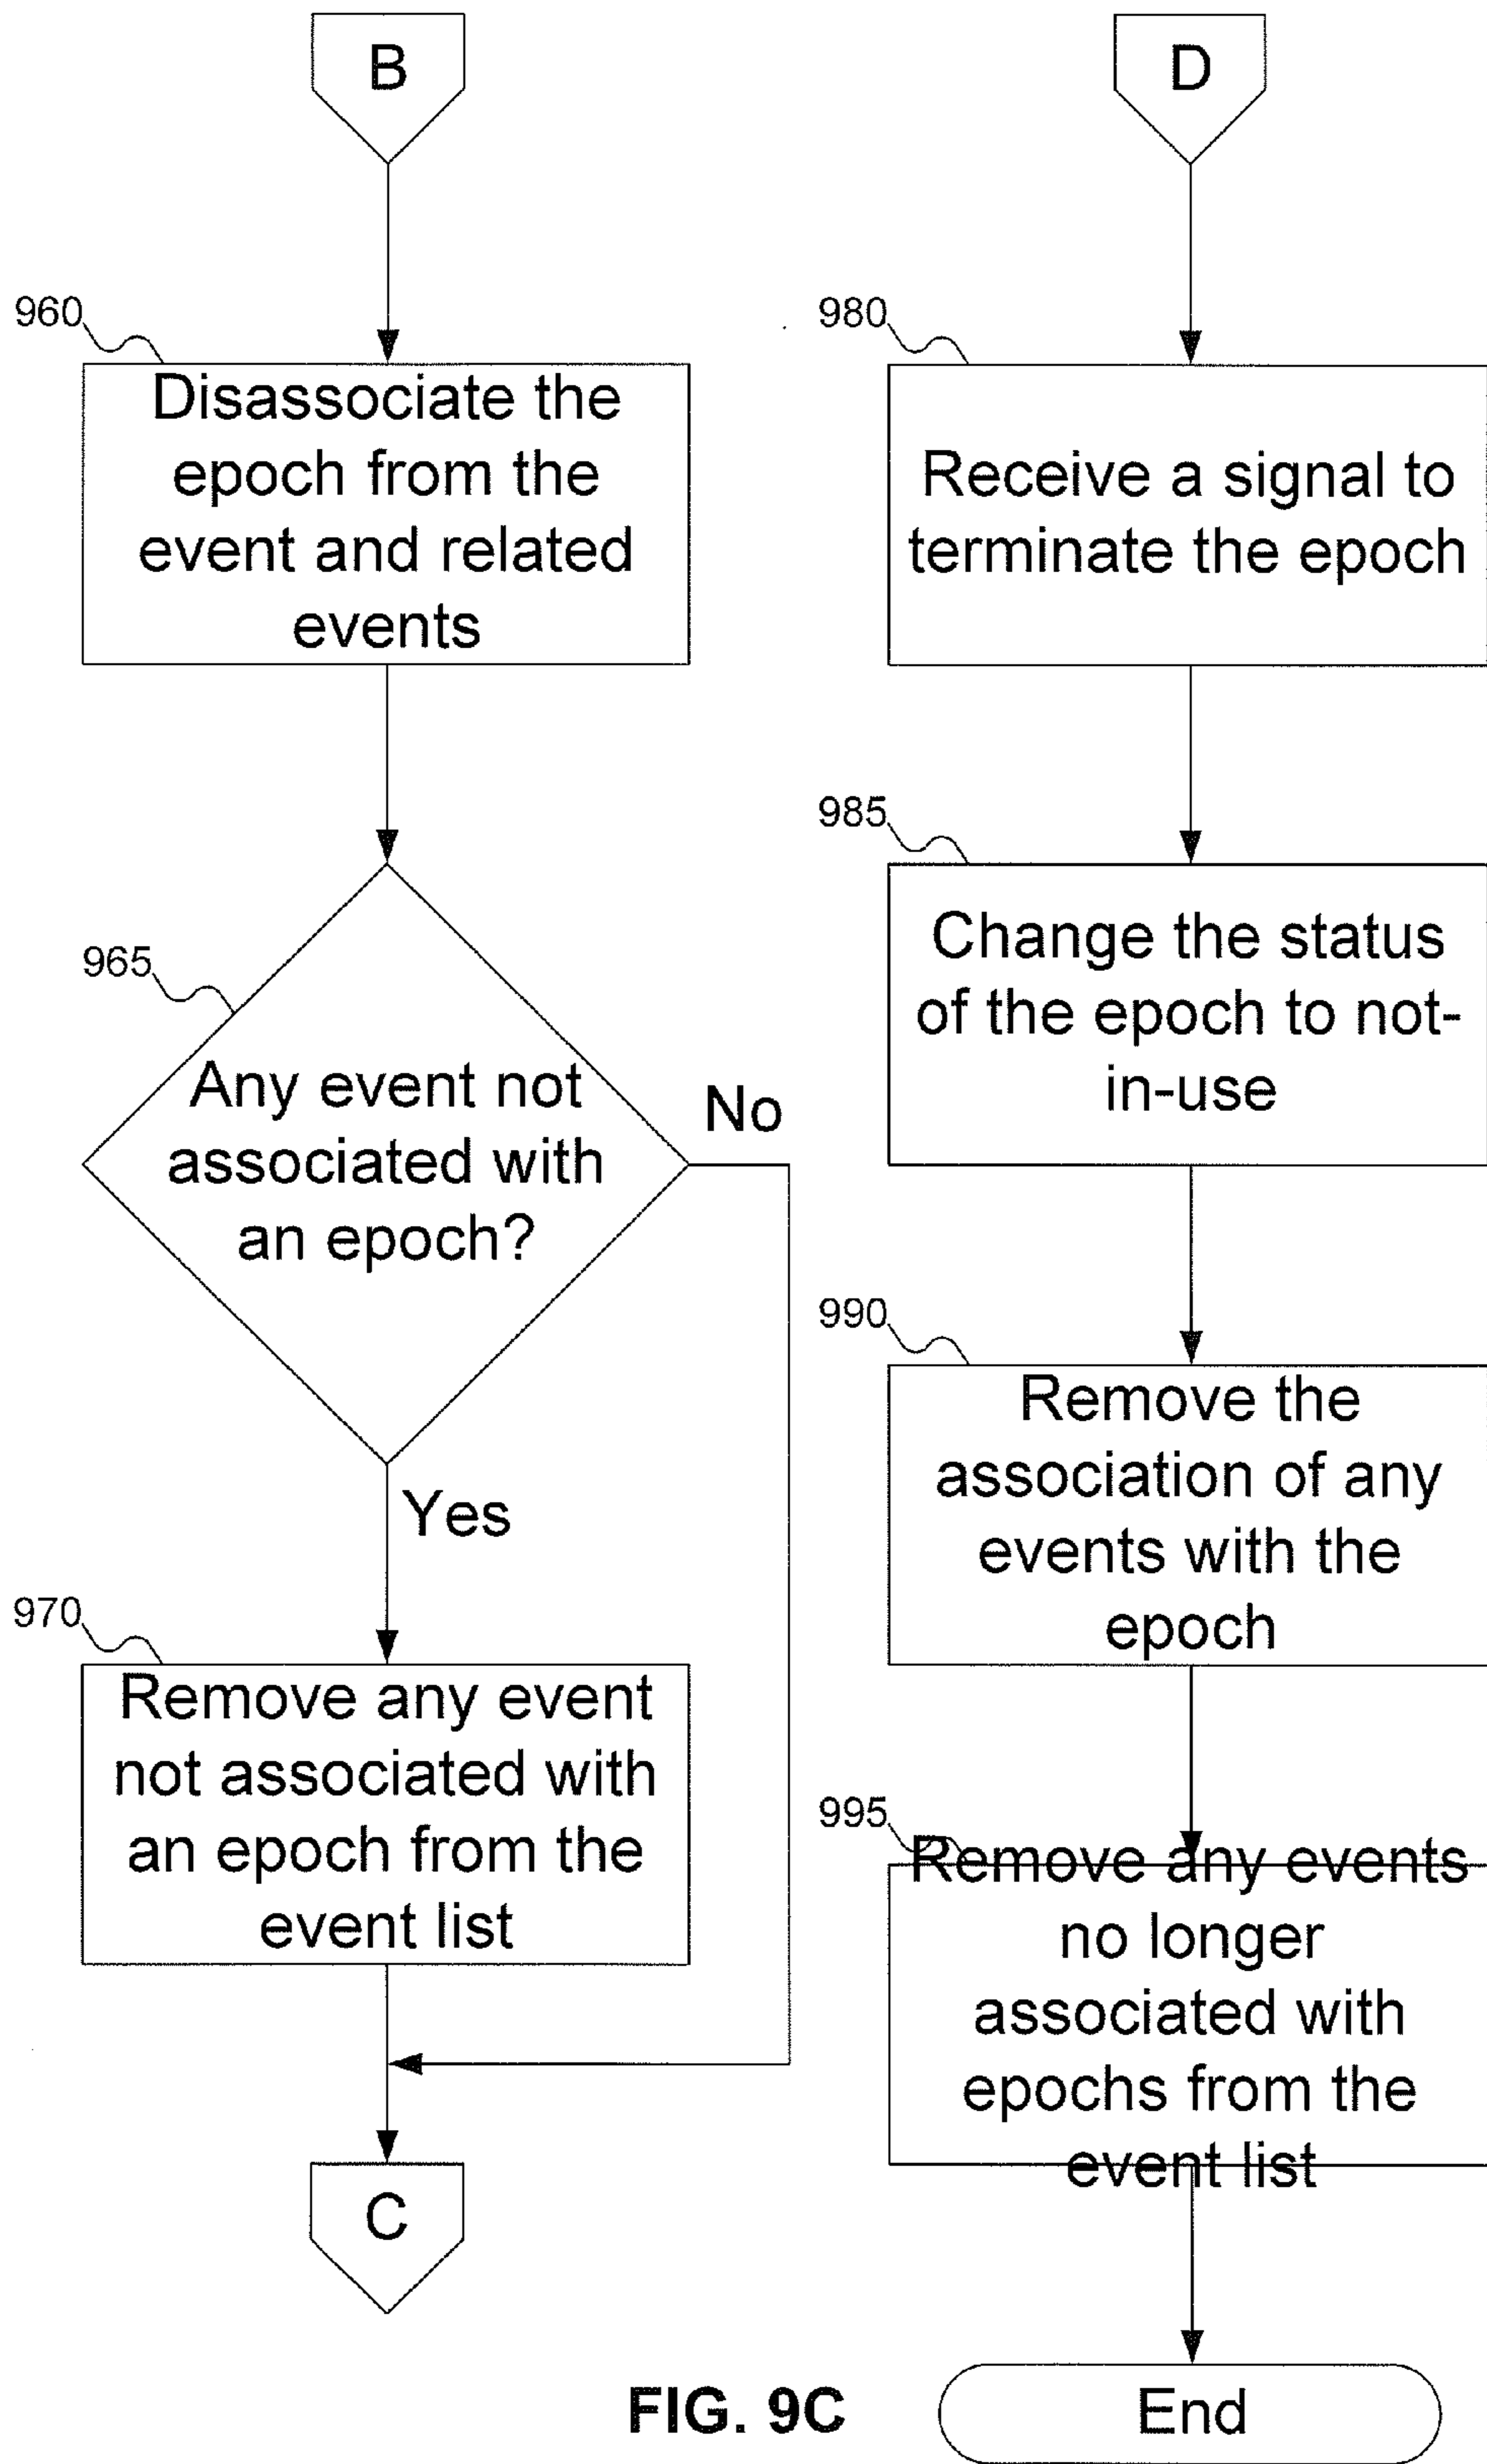 B
960
Disassociate the
epoch from the
event and related
events
965
Any event not
associated with
an epoch?
No
Yes
970
Remove any event
not associated with
an epoch from the
event list
C
D
980
Receive a signal to
terminate the epoch
985
Change the status
of the epoch to not-
in-use
990
Remove the
association of any
events with the
epoch
995
Remove any events
no longer
associated with
epochs from the
event list
End
FIG. 9C